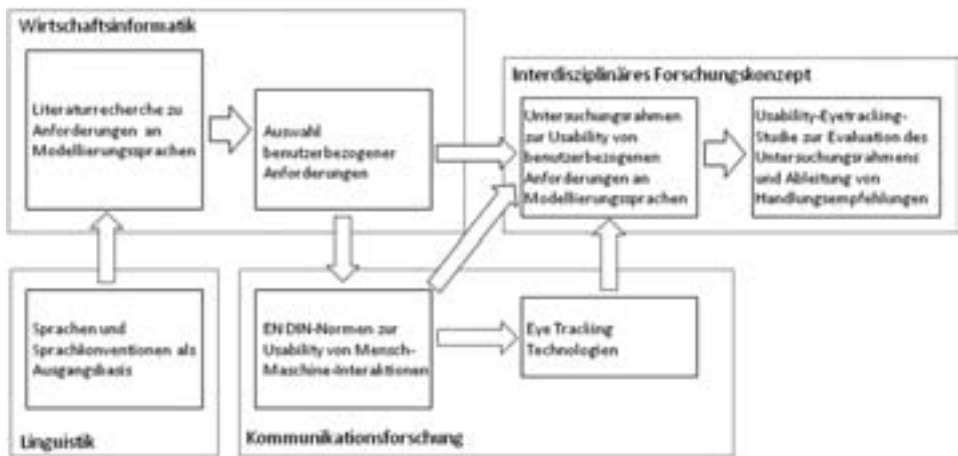 Wirtschaftsinformatik
Literaturrecherche zu
Anforderungen an
Modellierungssprachen
Auswahl
benutzerbezogener
Anforderungen
Interdisziplinäres Forschungskonzept
Untersuchungsrahmen
zur Usability von
benutzerbezogenen
Anforderungen an
Modellierungssprachen
Usability-Eyetracking-
Studie zur Evaluation des
Untersuchungsrahmens
und Ableitung von
Handlungsempfehlungen
Sprachen und
Sprachkonventionen als
Ausgangsbasis
Linguistik
EN DIN-Normen zur
Usability von Mensch-
Maschine-Interaktionen
Eye Tracking
Technologien
Kommunikationsforschung